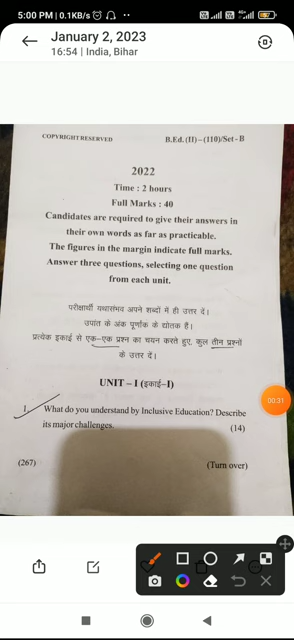 5:00 PM | 0.1KB/s
January 2, 2023
16:54 | India, Bihar
COPYRIGHT RESERVED B.Ed. (II)–(110)/Set–B
2022
Time : 2 hours
Full Marks : 40
Candidates are required to give their answers in
their own words as far as practicable.
The figures in the margin indicate full marks.
Answer three questions, selecting one question
from each unit.
परीक्षार्थी यथासंभव अपने शब्दों में ही उत्तर दें।
उपांत के अंक पूर्णांक के द्योतक हैं।
प्रत्येक इकाई से एक–एक प्रश्न का चयन करते हुए, कुल तीन प्रश्नों
के उत्तर दें।
UNIT – I (इकाई–I)
1. What do you understand by Inclusive Education? Describe
its major challenges. (14)
00:31
(267) (Turn over)